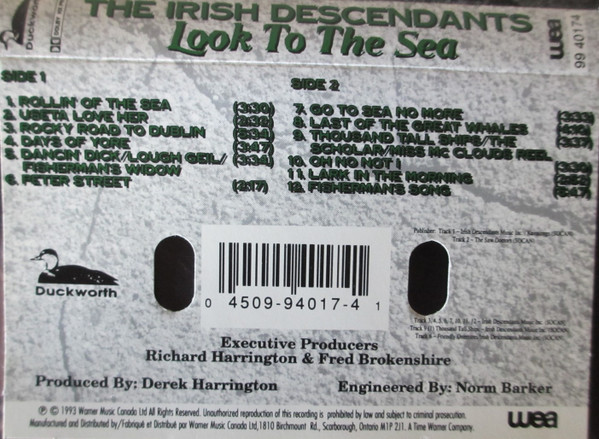 THE IRISH DESCENDANTS
Look To The Sea
Duckworth
wea
99 40174
SIDE 1
1. ROLLIN' OF THE SEA (3:30)
2. USETA LOVE HER
3. ROCKY ROAD TO DUBLIN
4. DAYS OF YORE (3:47)
5. DANCIN' DICK/LOUGH GEIL/ (3:34)
FISHERMAN'S WIDOW
6. PETER STREET (2:17)
SIDE 2
7. GO TO SEA NO MORE
8. LAST OF THE GREAT WHALES
9. THOUSAND TALL SHIPS/THE
SCHOLAR/MISS MC CLOUDS REEL
10. OH NO NOT I
11. LARK IN THE MORNING
12. FISHERMAN'S SONG
Duckworth
0 4509-94017-4 1
Executive Producers
Richard Harrington & Fred Brokenshire
Produced By: Derek Harrington
Engineered By: Norm Barker
℗ © 1993 Warner Music Canada Ltd All Rights Reserved. Unauthorized reproduction of this recording is prohibited by law and subject to criminal prosecution.
Manufactured and Distributed by/Fabriqué et Distribué par Warner Music Canada Ltd,1810 Birchmount Rd., Scarborough, Ontario M1P 2J1. A Time Warner Company.
wea